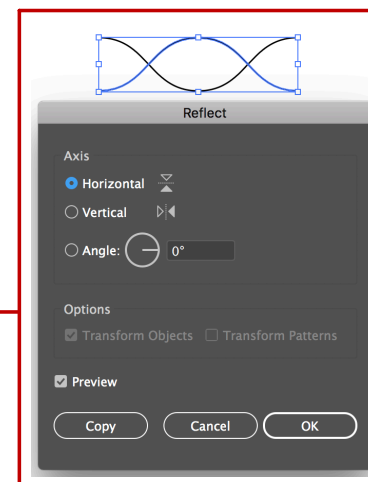 Reflect
Axis
Horizontal
Vertical
Angle: 0°
Options
Transform Objects Transform Patterns
Preview
Copy Cancel OK